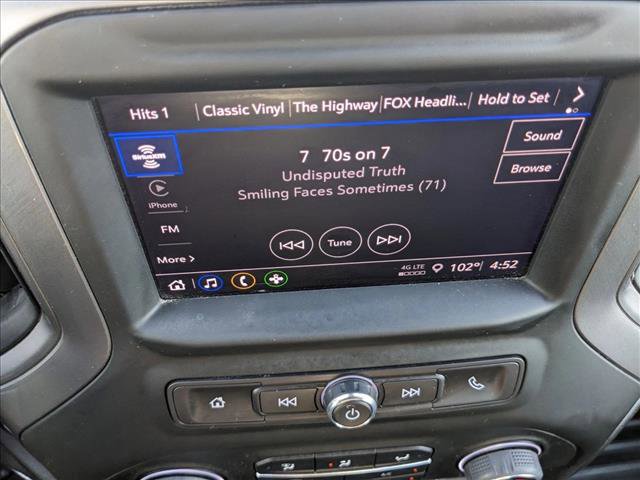 Hits 1 Classic Vinyl The Highway FOX Headli... Hold to Set
SiriusXM
7 70s on 7
Sound
Undisputed Truth
Browse
iPhone
Smiling Faces Sometimes (71)
FM
Tune
More >
4G LTE 102° 4:52